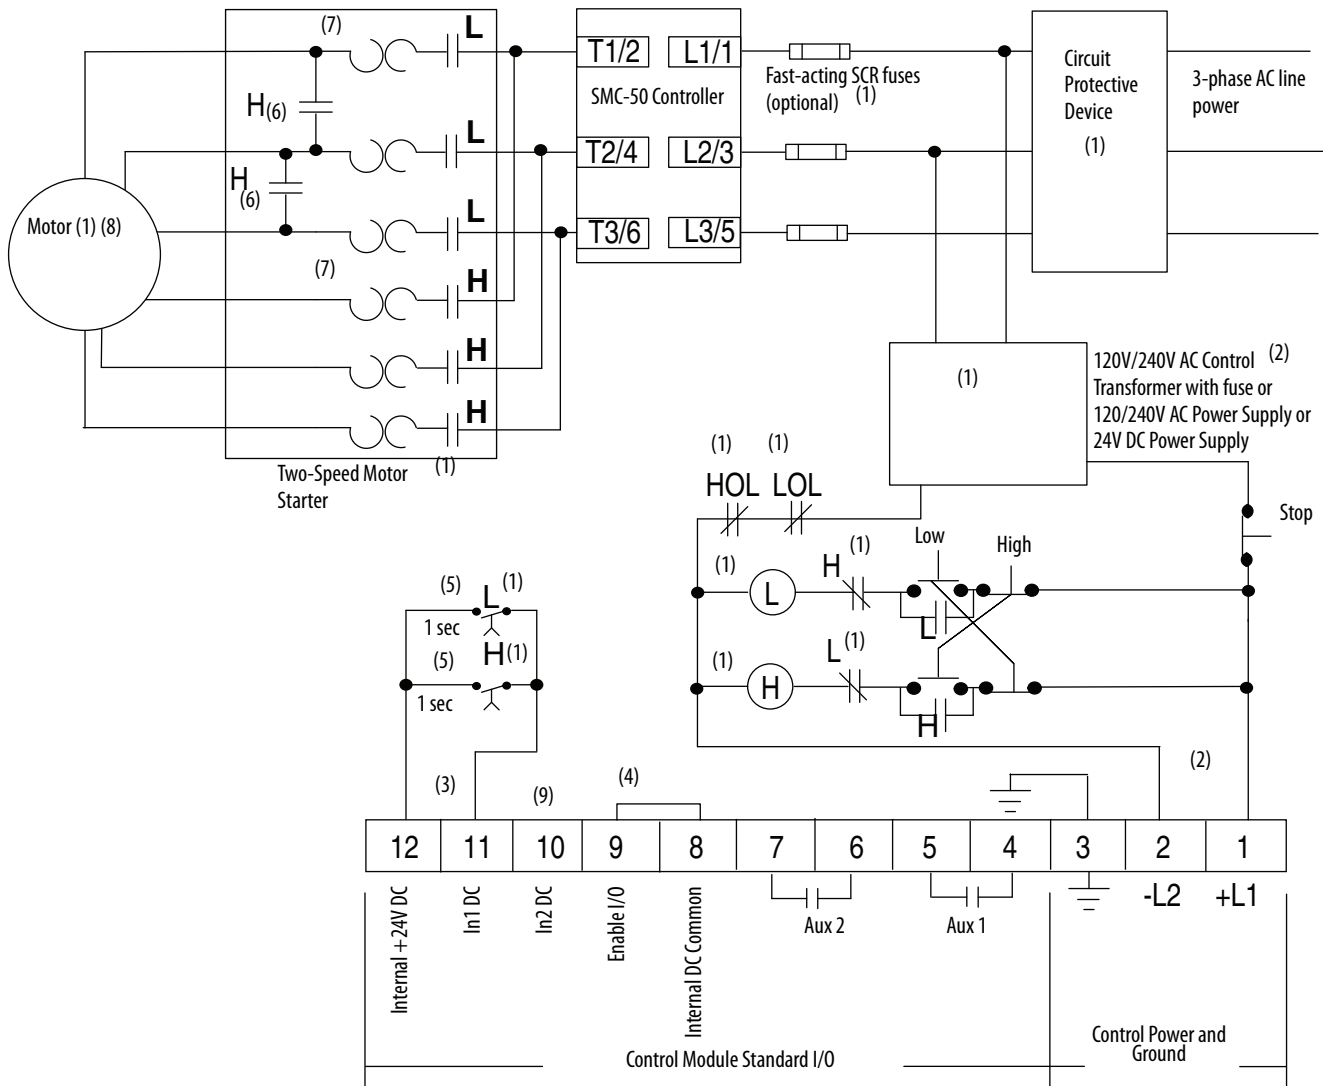 (7)
L
T1/2
L1/1
SMC-50 Controller
Fast-acting SCR fuses
(optional)
(1)
Circuit
Protective
Device
(1)
3-phase AC line
power
H(6)
L
T2/4
L2/3
H
(6)
Motor (1) (8)
L
T3/6
L3/5
(7)
H
H
H
(1)
Two-Speed Motor
Starter
(1)
120V/240V AC Control
(2)
Transformer with fuse or
120/240V AC Power Supply or
24V DC Power Supply
(1)
(1)
HOL
LOL
Stop
Low
High
(1)
L
H
(1)
L
(5)
L
(1)
1 sec
(5)
H
(1)
1 sec
(1)
H
L
(1)
H
(3)
(9)
(4)
(2)
12
11
10
9
8
7
6
5
4
3
2
1
Internal +24V DC
In1 DC
In2 DC
Enable I/O
Internal DC Common
Aux 2
Aux 1
-L2
+L1
Control Module Standard I/O
Control Power and
Ground